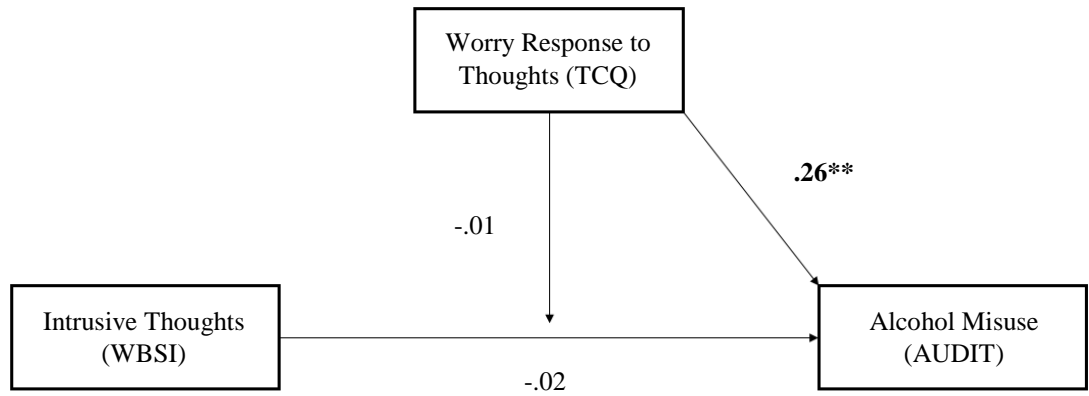 Worry Response to
Thoughts (TCQ)
.26**
-.01
Intrusive Thoughts
(WBSI)
Alcohol Misuse
(AUDIT)
-.02